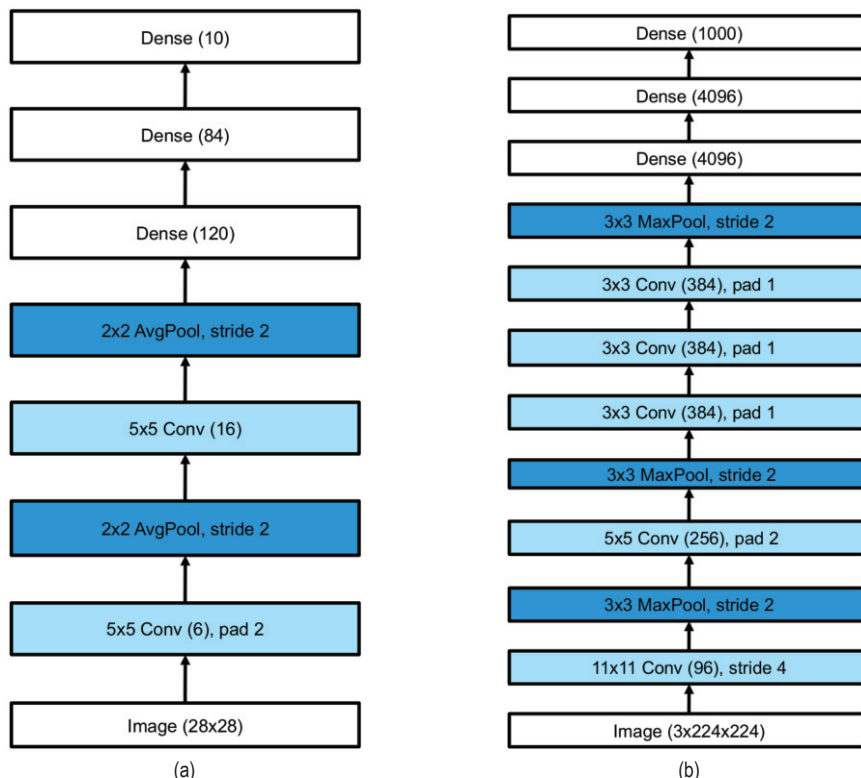 Dense (10)
Dense (84)
Dense (120)
2x2 AvgPool, stride 2
5x5 Conv (16)
2x2 AvgPool, stride 2
5x5 Conv (6), pad 2
Image (28x28)
(a)
Dense (1000)
Dense (4096)
Dense (4096)
3x3 MaxPool, stride 2
3x3 Conv (384), pad 1
3x3 Conv (384), pad 1
3x3 Conv (384), pad 1
3x3 MaxPool, stride 2
5x5 Conv (256), pad 2
3x3 MaxPool, stride 2
11x11 Conv (96), stride 4
Image (3x224x224)
(b)